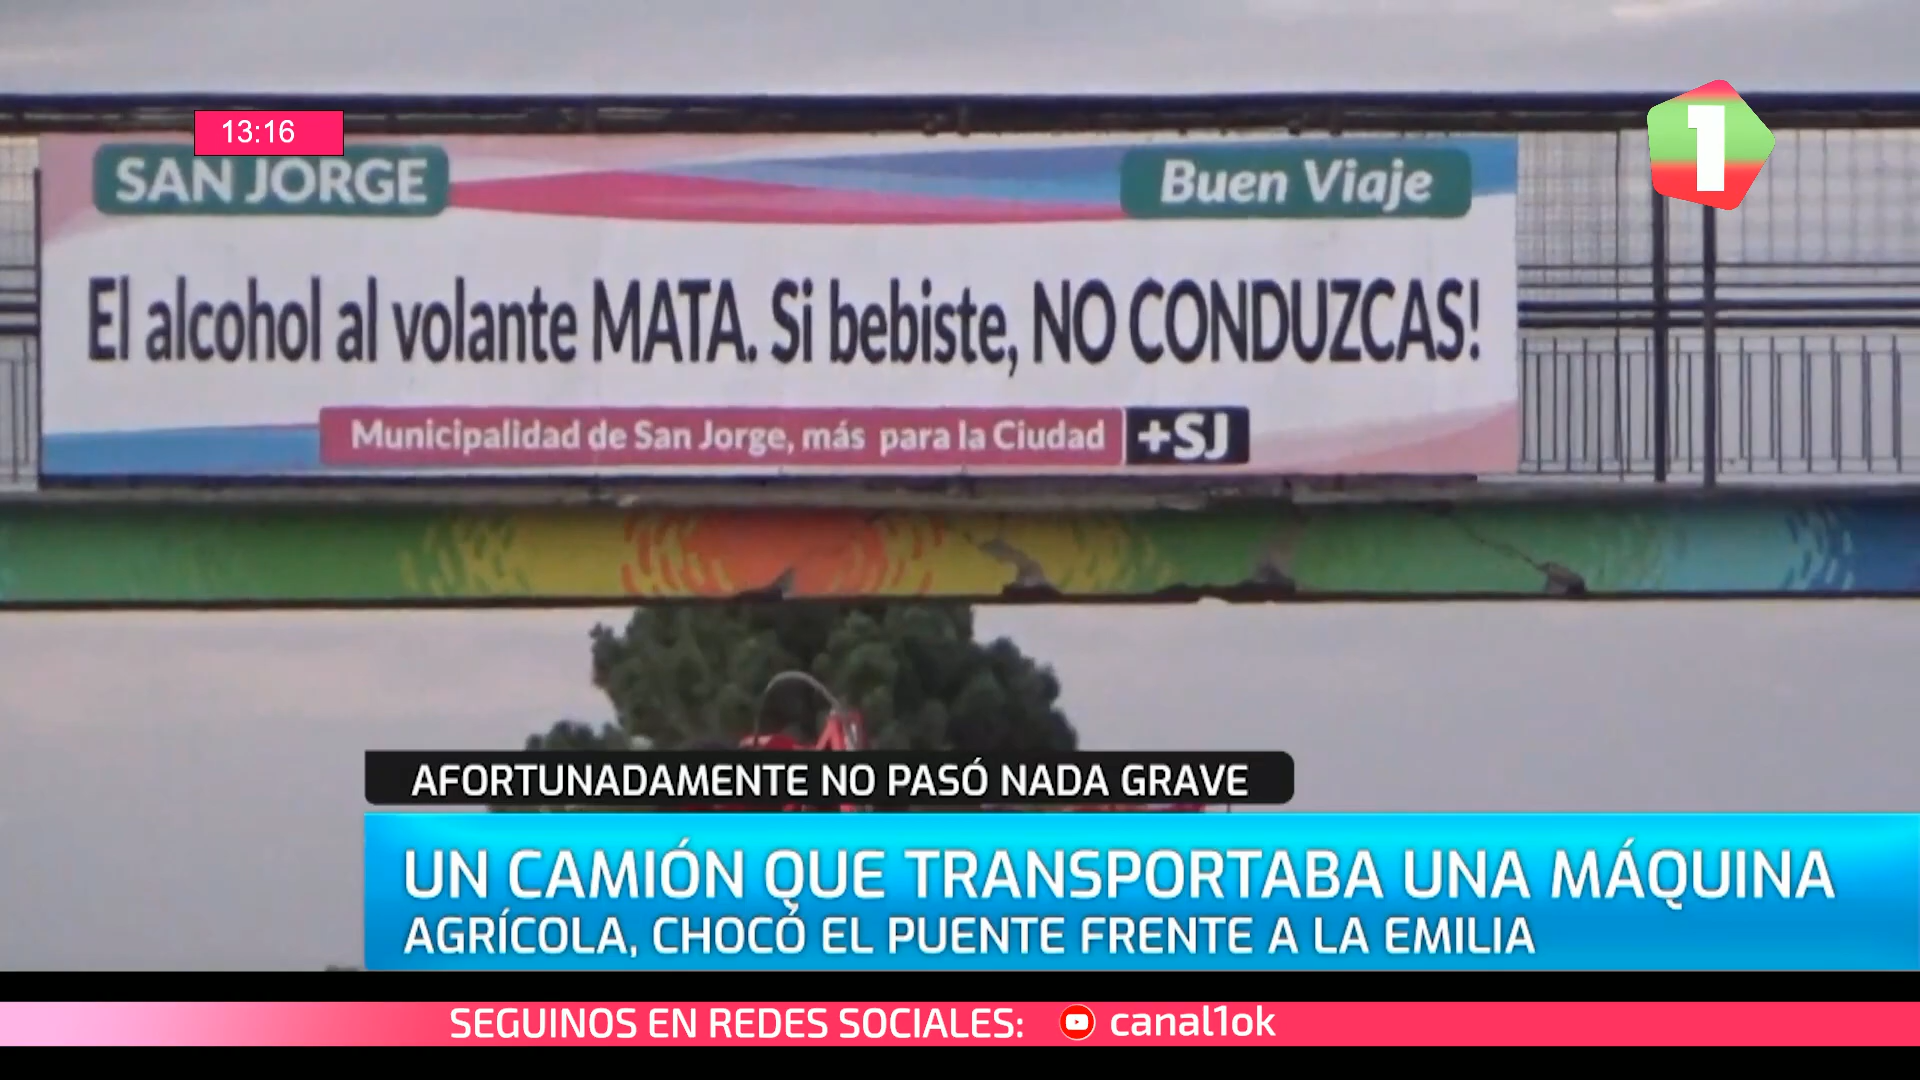 13:16
1
SAN JORGE
Buen Viaje
El alcohol al volante MATA. Si bebiste, NO CONDUZCAS!
Municipalidad de San Jorge, más para la Ciudad +SJ
AFORTUNADAMENTE NO PASÓ NADA GRAVE
UN CAMIÓN QUE TRANSPORTABA UNA MÁQUINA
AGRÍCOLA, CHOCÓ EL PUENTE FRENTE A LA EMILIA
SEGUINOS EN REDES SOCIALES: canal1ok